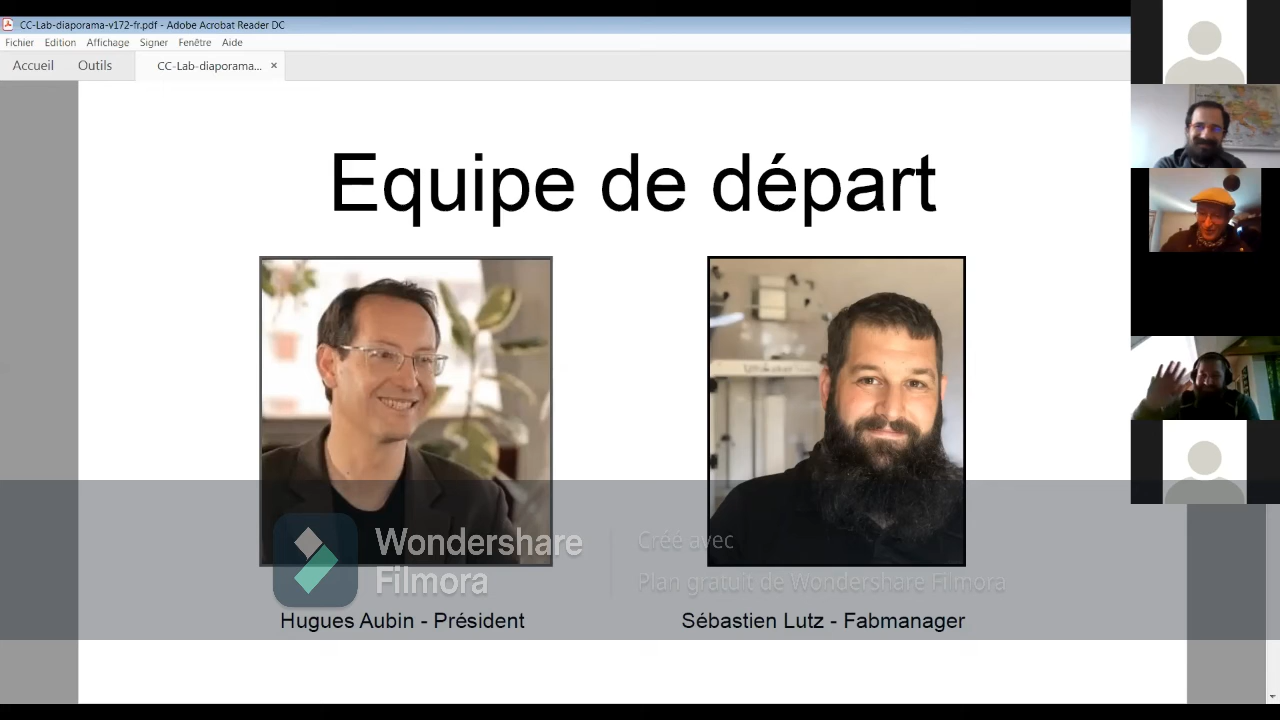 CC-Lab-diaporama-v172-fr.pdf - Adobe Acrobat Reader DC
Fichier Edition Affichage Signer Fenêtre Aide
Accueil Outils CC-Lab-diaporama... ×
Equipe de départ
Wondershare
Filmora
Créé avec
Plan gratuit de Wondershare Filmora
Hugues Aubin - Président
Sébastien Lutz - Fabmanager